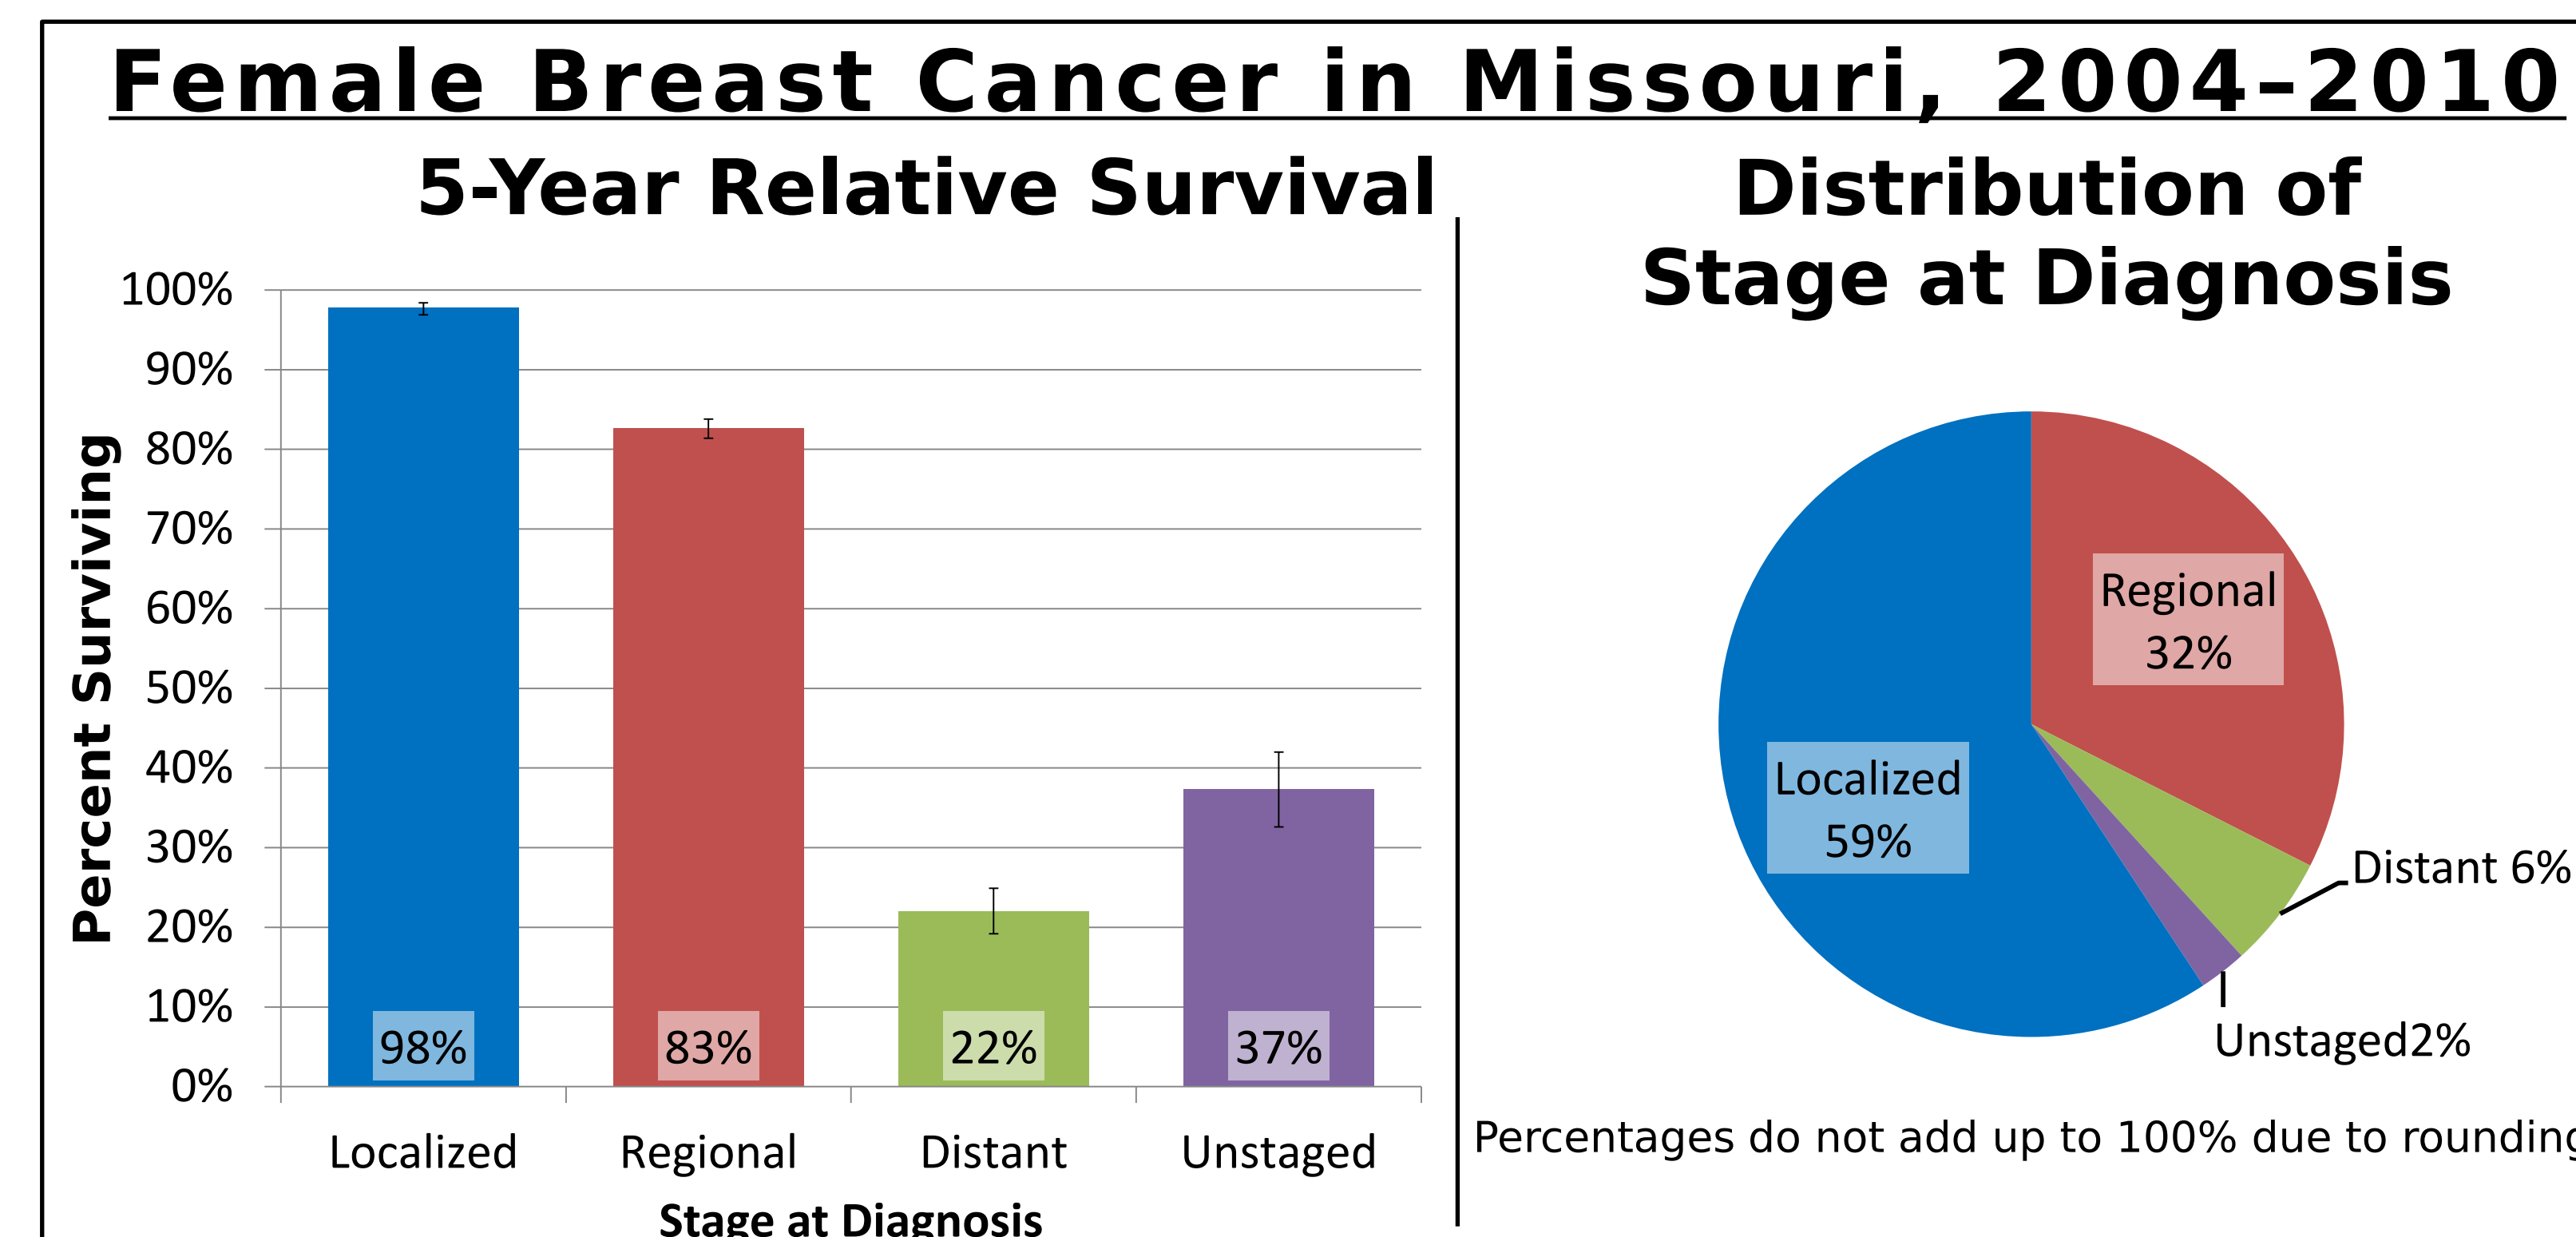 Female Breast Cancer in Missouri, 2004–2010
5-Year Relative Survival
100%
90%
80%
70%
60%
50%
40%
30%
20%
10%
0%
Percent Surviving
98%
83%
22%
37%
Localized
Regional
Distant
Unstaged
Stage at Diagnosis
Distribution of
Stage at Diagnosis
Regional
32%
Localized
59%
Distant 6%
Unstaged2%
Percentages do not add up to 100% due to rounding